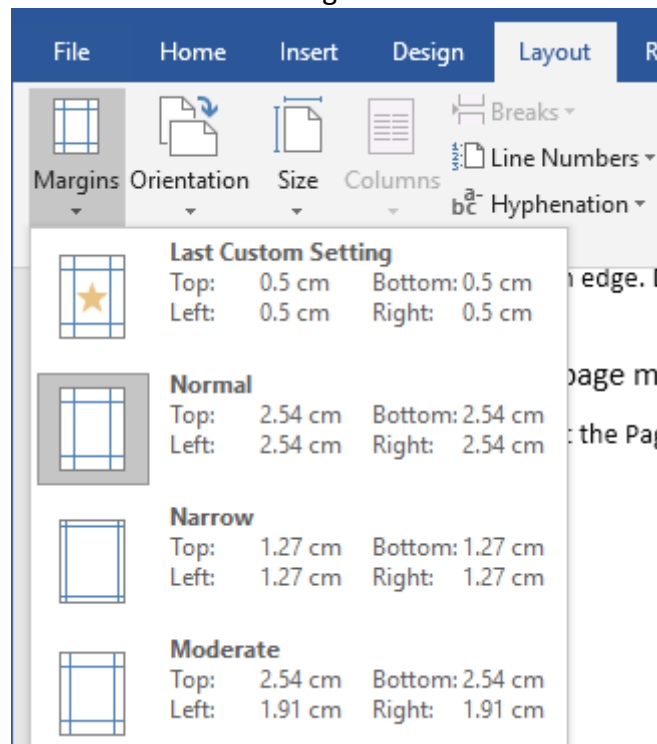 File Home Insert Design Layout R
Breaks
Line Numbers
Margins Orientation Size Columns
bc a- Hyphenation
Last Custom Setting
Top: 0.5 cm Bottom: 0.5 cm
Left: 0.5 cm Right: 0.5 cm
edge.
Normal
Top: 2.54 cm Bottom: 2.54 cm
Left: 2.54 cm Right: 2.54 cm
page m
the Pag
Narrow
Top: 1.27 cm Bottom: 1.27 cm
Left: 1.27 cm Right: 1.27 cm
Moderate
Top: 2.54 cm Bottom: 2.54 cm
Left: 1.91 cm Right: 1.91 cm